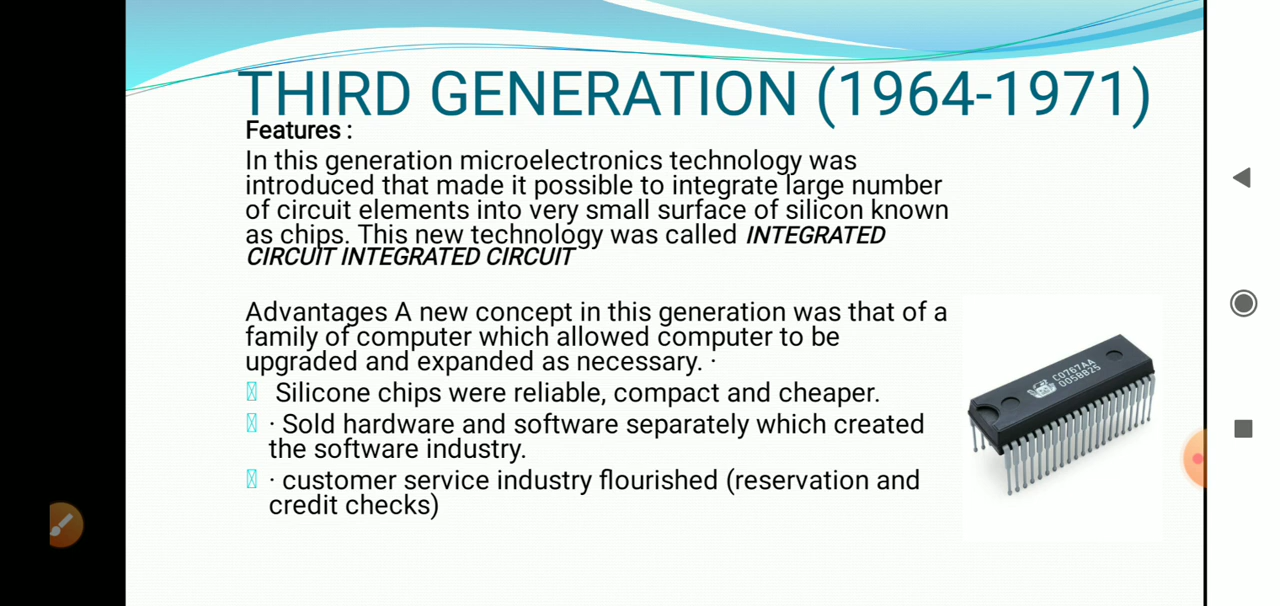 THIRD GENERATION (1964-1971)
Features :
In this generation microelectronics technology was
introduced that made it possible to integrate large number
of circuit elements into very small surface of silicon known
as chips. This new technology was called INTEGRATED
CIRCUIT INTEGRATED CIRCUIT
Advantages A new concept in this generation was that of a
family of computer which allowed computer to be
upgraded and expanded as necessary. ·
Silicone chips were reliable, compact and cheaper.
· Sold hardware and software separately which created
the software industry.
· customer service industry flourished (reservation and
credit checks)
C0767AA
005BB25